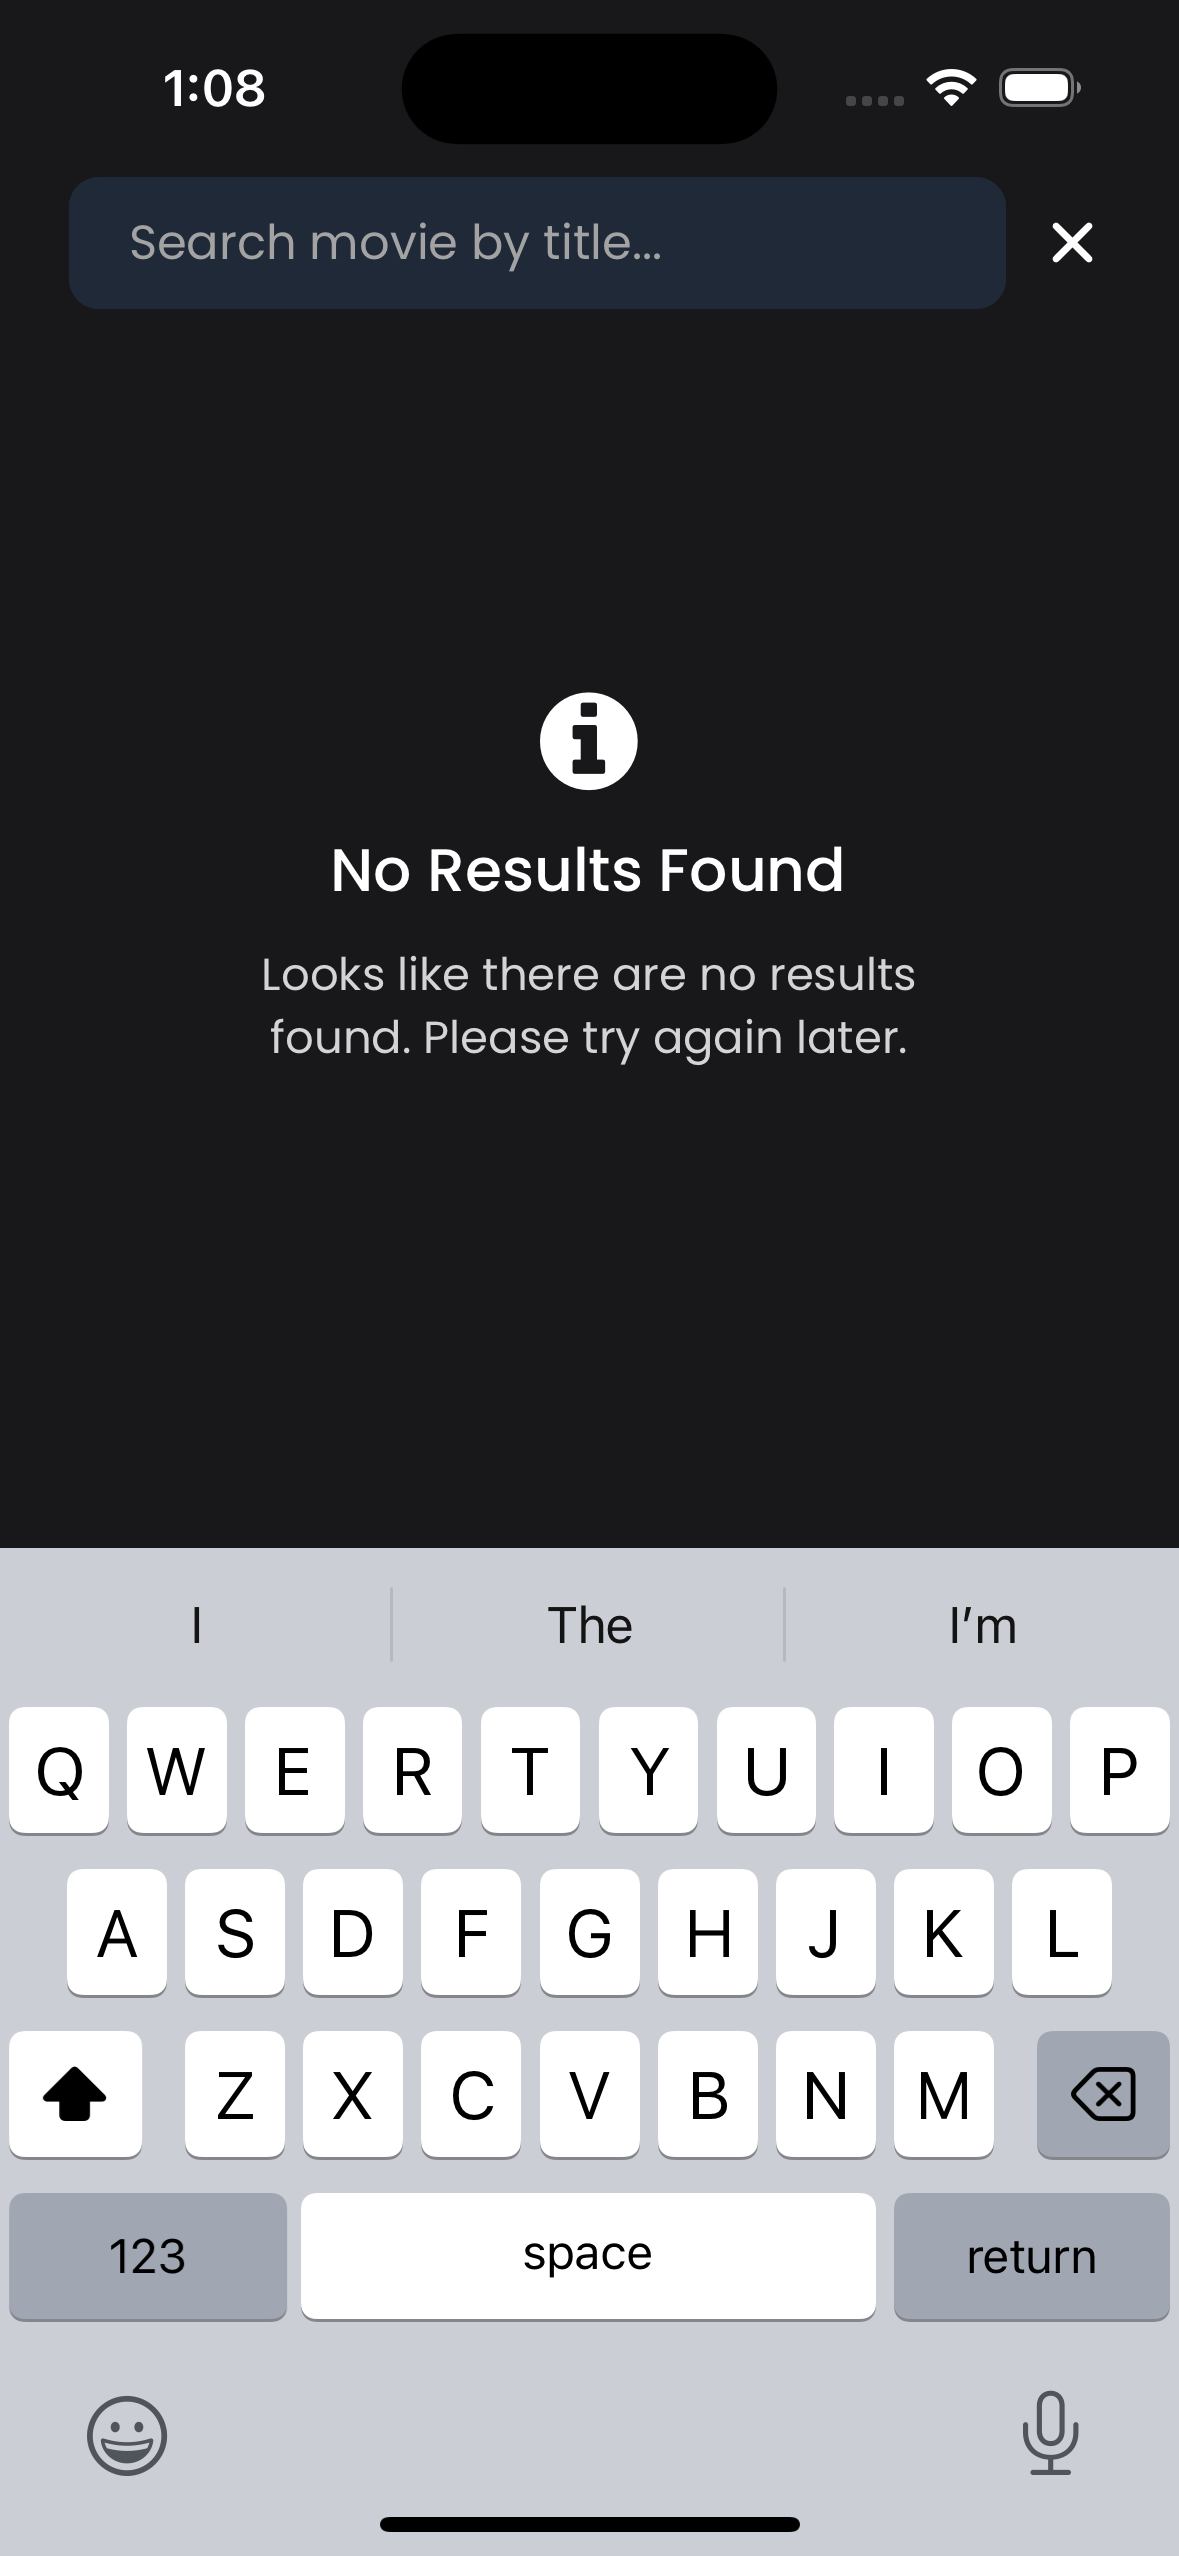 1:08
Search movie by title...
No Results Found
Looks like there are no results
found. Please try again later.
I The I’m
Q W E R T Y U I O P
A S D F G H J K L
Z X C V B N M
123 space return